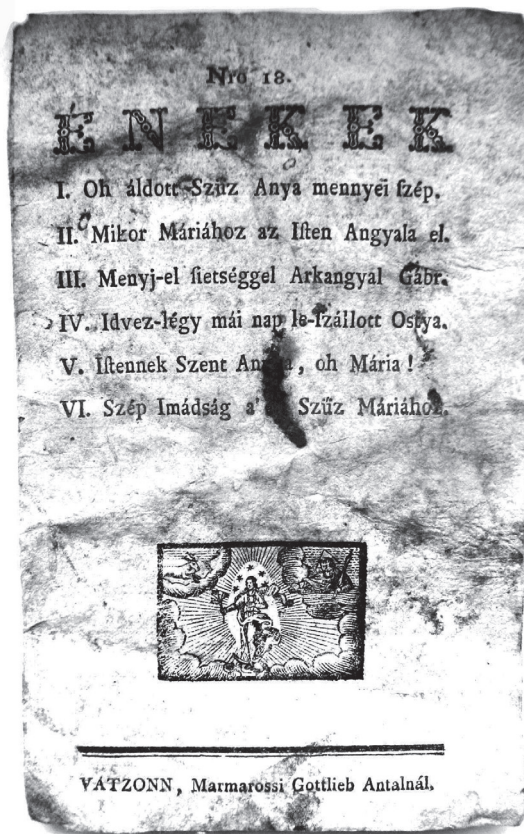 Nro 18.
ÉNEKEK
I. Oh áldott Szűz Anya mennyei ſzép.
II. Mikor Máriához az Iſten Angyala el.
III. Menyj-el ſietséggel Arkangyal Gábr.
IV. Idvez-légy mái nap le-ſzállott Ostya.
V. Iſtennek Szent , oh Mária !
VI. Szép Imádság a' Szűz Máriához.
VATZONN, Marmarossi Gottlieb Antalnál.